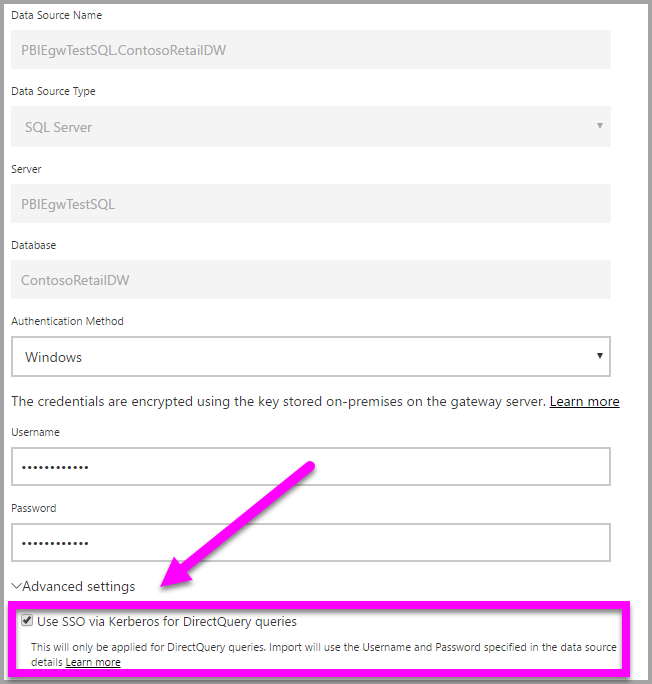 Data Source Name
PBIEgwTestSQL.ContosoRetailDW
Data Source Type
SQL Server
Server
PBIEgwTestSQL
Database
ContosoRetailDW
Authentication Method
Windows
The credentials are encrypted using the key stored on-premises on the gateway server. Learn more
Username
••••••••••••
Password
••••••••••••
Advanced settings
Use SSO via Kerberos for DirectQuery queries
This will only be applied for DirectQuery queries. Import will use the Username and Password specified in the data source
details Learn more